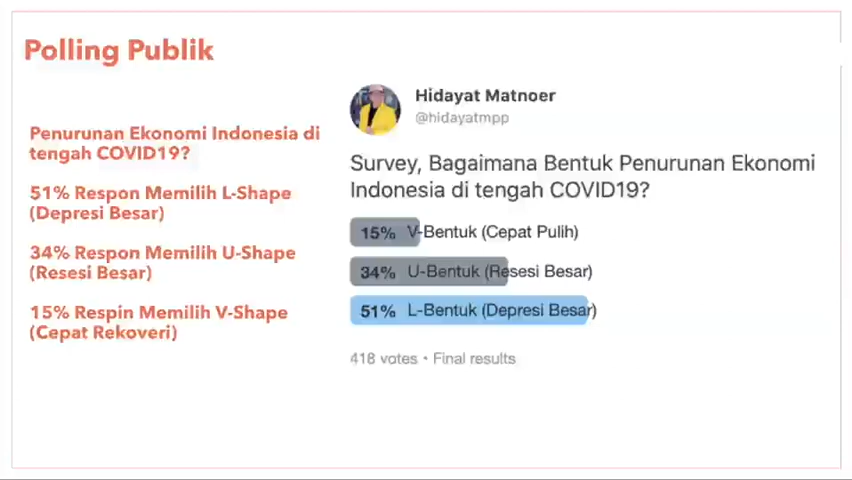 Polling Publik
Penurunan Ekonomi Indonesia di
tengah COVID19?
51% Respon Memilih L-Shape
(Depresi Besar)
34% Respon Memilih U-Shape
(Resesi Besar)
15% Respin Memilih V-Shape
(Cepat Rekoveri)
Hidayat Matnoer
@hidayatmpp
Survey, Bagaimana Bentuk Penurunan Ekonomi
Indonesia di tengah COVID19?
15% V-Bentuk (Cepat Pulih)
34% U-Bentuk (Resesi Besar)
51% L-Bentuk (Depresi Besar)
418 votes • Final results